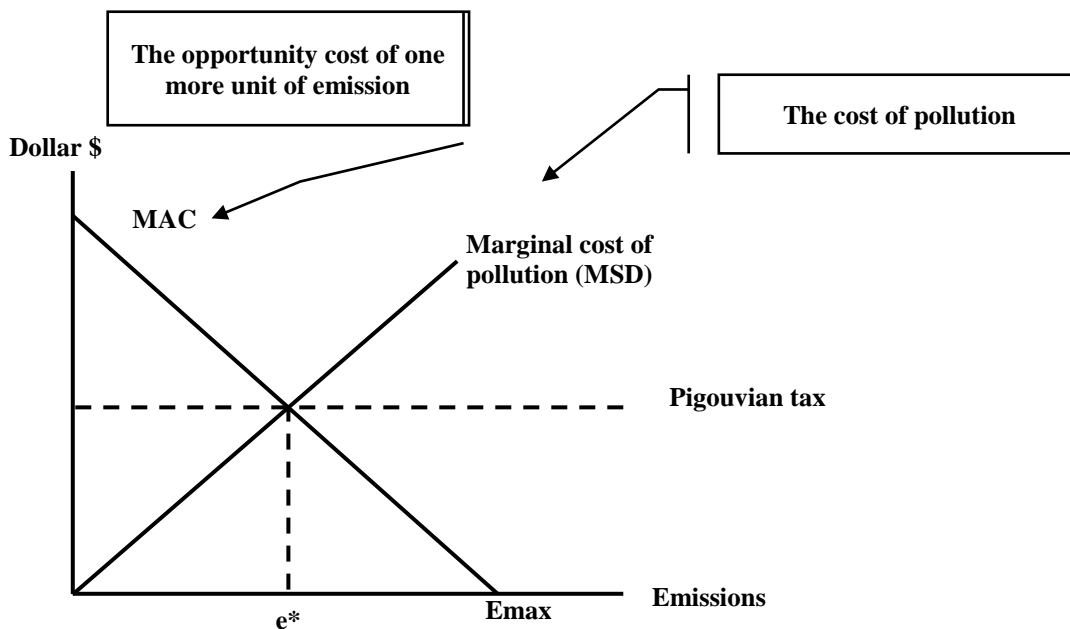 The opportunity cost of one
more unit of emission
The cost of pollution
Dollar $
MAC
Marginal cost of
pollution (MSD)
Pigouvian tax
Emissions
Emax
e*